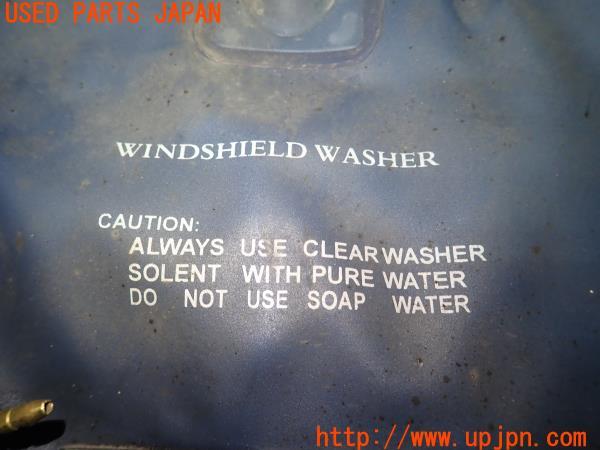 USED PARTS JAPAN
WINDSHIELD WASHER
CAUTION:
ALWAYS USE CLEAR WASHER
SOLENT WITH PURE WATER
DO NOT USE SOAP WATER
http://www.upjpn.com/